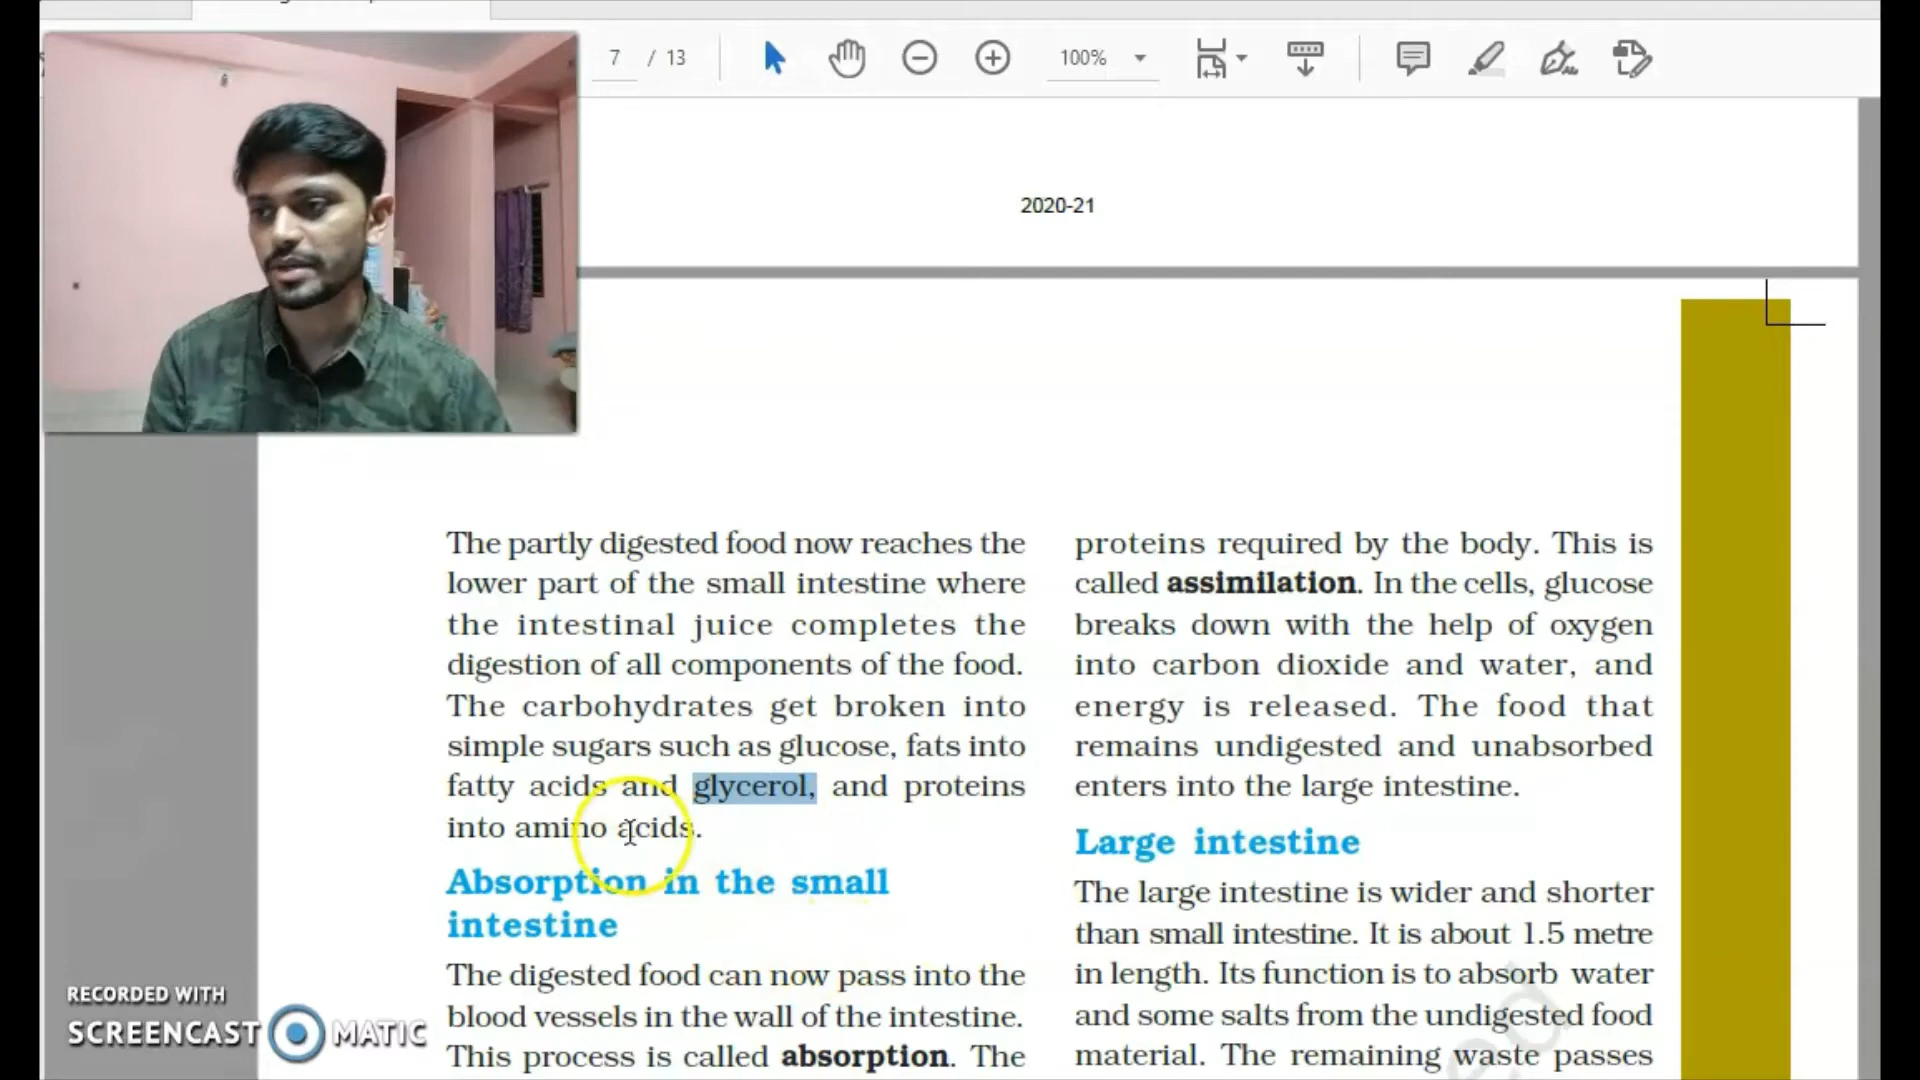 7 / 13
100%
2020-21
The partly digested food now reaches the
lower part of the small intestine where
the intestinal juice completes the
digestion of all components of the food.
The carbohydrates get broken into
simple sugars such as glucose, fats into
fatty acids and glycerol, and proteins
into amino acids.
Absorption in the small
intestine
The digested food can now pass into the
blood vessels in the wall of the intestine.
This process is called absorption. The
proteins required by the body. This is
called assimilation. In the cells, glucose
breaks down with the help of oxygen
into carbon dioxide and water, and
energy is released. The food that
remains undigested and unabsorbed
enters into the large intestine.
Large intestine
The large intestine is wider and shorter
than small intestine. It is about 1.5 metre
in length. Its function is to absorb water
and some salts from the undigested food
material. The remaining waste passes
RECORDED WITH
SCREENCAST MATIC